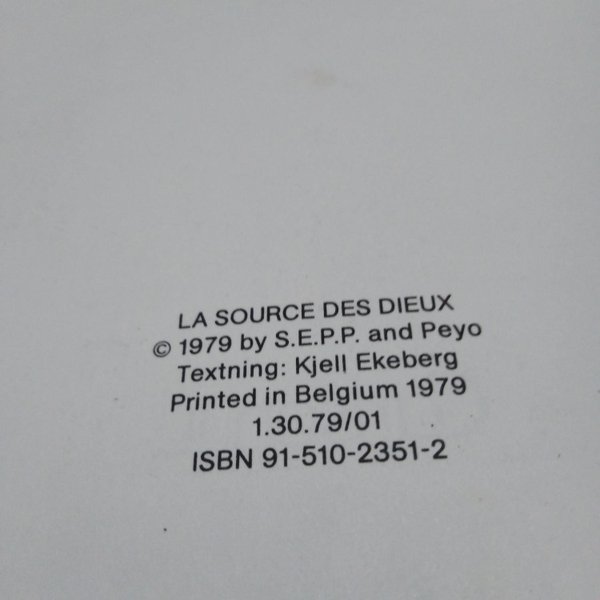 LA SOURCE DES DIEUX
© 1979 by S.E.P.P. and Peyo
Textning: Kjell Ekeberg
Printed in Belgium 1979
1.30.79/01
ISBN 91-510-2351-2